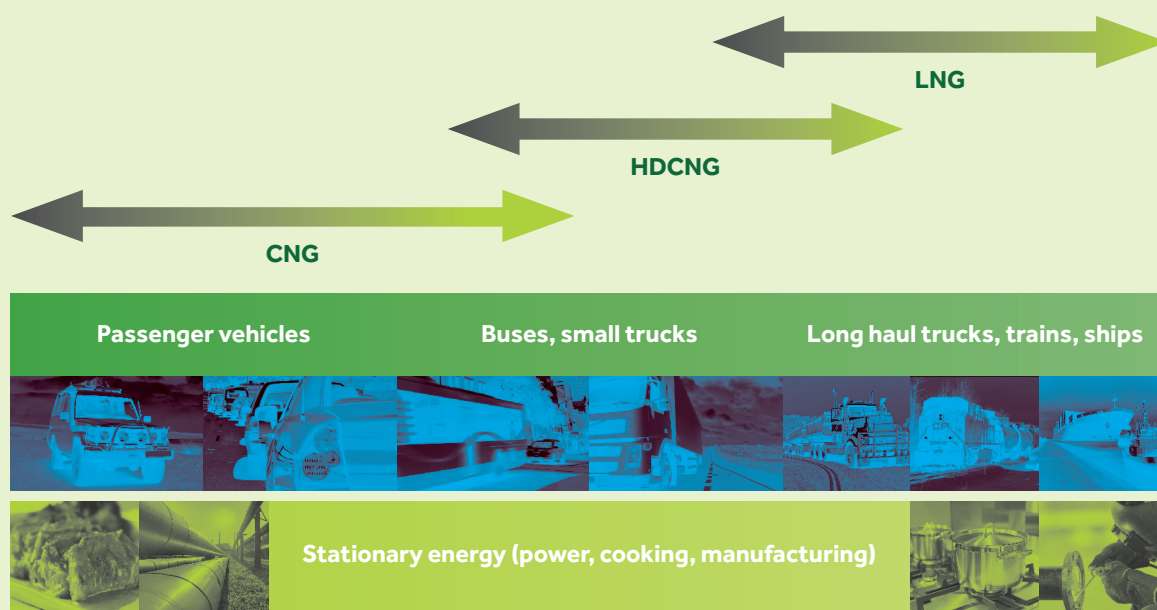 LNG
HDCNG
CNG
Passenger vehicles
Buses, small trucks
Long haul trucks, trains, ships
Stationary energy (power, cooking, manufacturing)